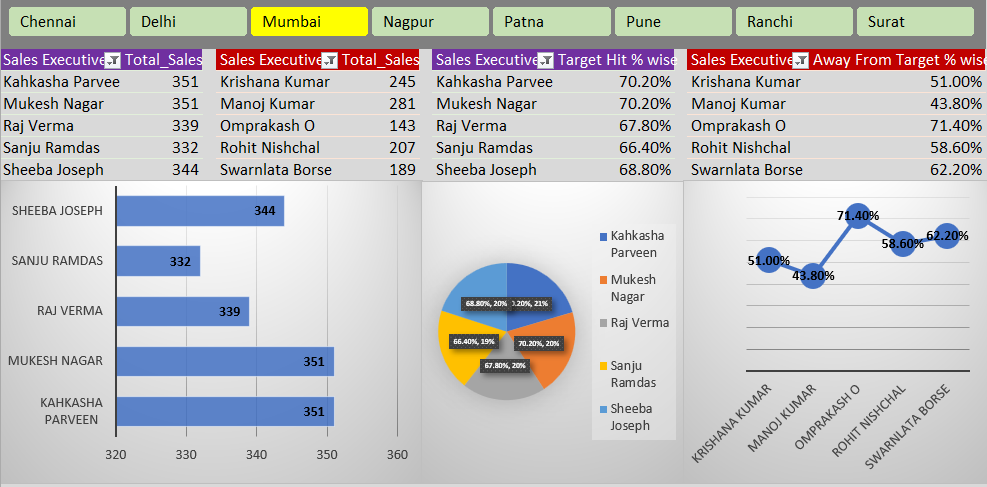 Chennai Delhi Mumbai Nagpur Patna Pune Ranchi Surat
Sales Executive Total_Sales Sales Executive Total_Sales Sales Executive Target Hit % wise Sales Executive Away From Target % wise
Kahkasha Parvee 351 Krishana Kumar 245 Kahkasha Parvee 70.20% Krishana Kumar 51.00%
Mukesh Nagar 351 Manoj Kumar 281 Mukesh Nagar 70.20% Manoj Kumar 43.80%
Raj Verma 339 Omprakash O 143 Raj Verma 67.80% Omprakash O 71.40%
Sanju Ramdas 332 Rohit Nishchal 207 Sanju Ramdas 66.40% Rohit Nishchal 58.60%
Sheeba Joseph 344 Swarnlata Borse 189 Sheeba Joseph 68.80% Swarnlata Borse 62.20%
SHEEBA JOSEPH 344
SANJU RAMDAS 332
RAJ VERMA 339
MUKESH NAGAR 351
KAHKASHA
PARVEEN 351
320 330 340 350 360
68.80%, 20%
0.20%, 21%
66.40%, 19%
70.20%, 20%
67.80%, 20%
Kahkasha
Parveen
Mukesh
Nagar
Raj Verma
Sanju
Ramdas
Sheeba
Joseph
51.00%
43.80%
71.40%
58.60%
62.20%
KRISHANA KUMAR
MANOJ KUMAR
OMPRAKASH O
ROHIT NISHCHAL
SWARNLATA BORSE